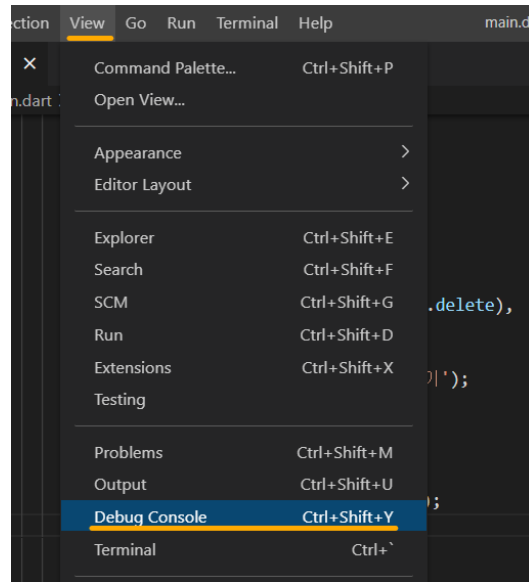 ction View Go Run Terminal Help main.d
n.dart
Command Palette... Ctrl+Shift+P
Open View...
Appearance
Editor Layout
Explorer Ctrl+Shift+E
Search Ctrl+Shift+F
SCM Ctrl+Shift+G
.delete),
Run Ctrl+Shift+D
Extensions Ctrl+Shift+X
');
Testing
Problems Ctrl+Shift+M
Output Ctrl+Shift+U
);
Debug Console Ctrl+Shift+Y
Terminal Ctrl+`